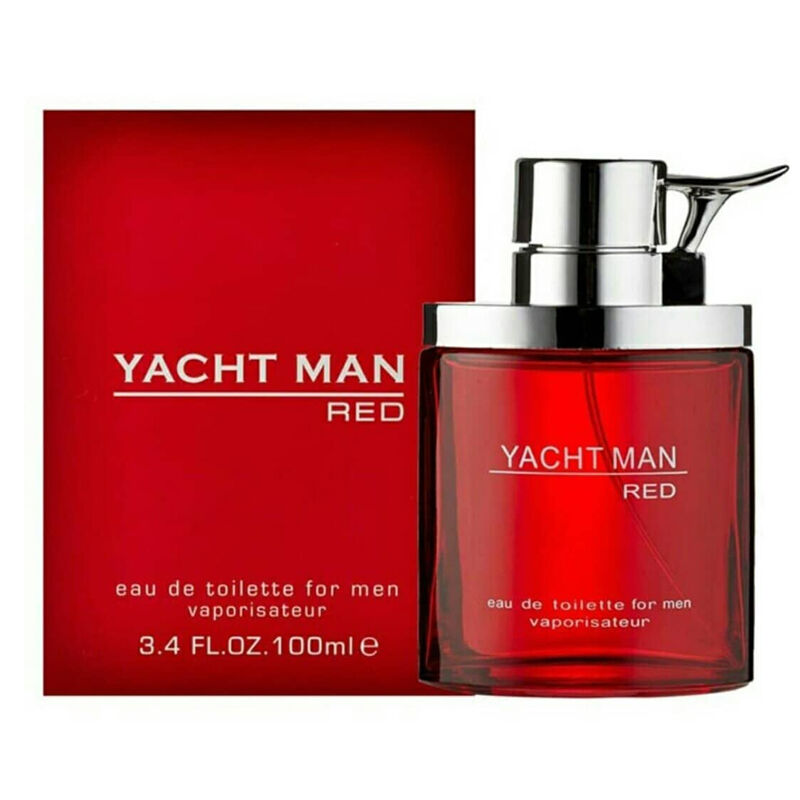 YACHT MAN
RED
eau de toilette for men
vaporisateur
3.4 FL.OZ.100ml e
YACHT MAN
RED
eau de toilette for men
vaporisateur